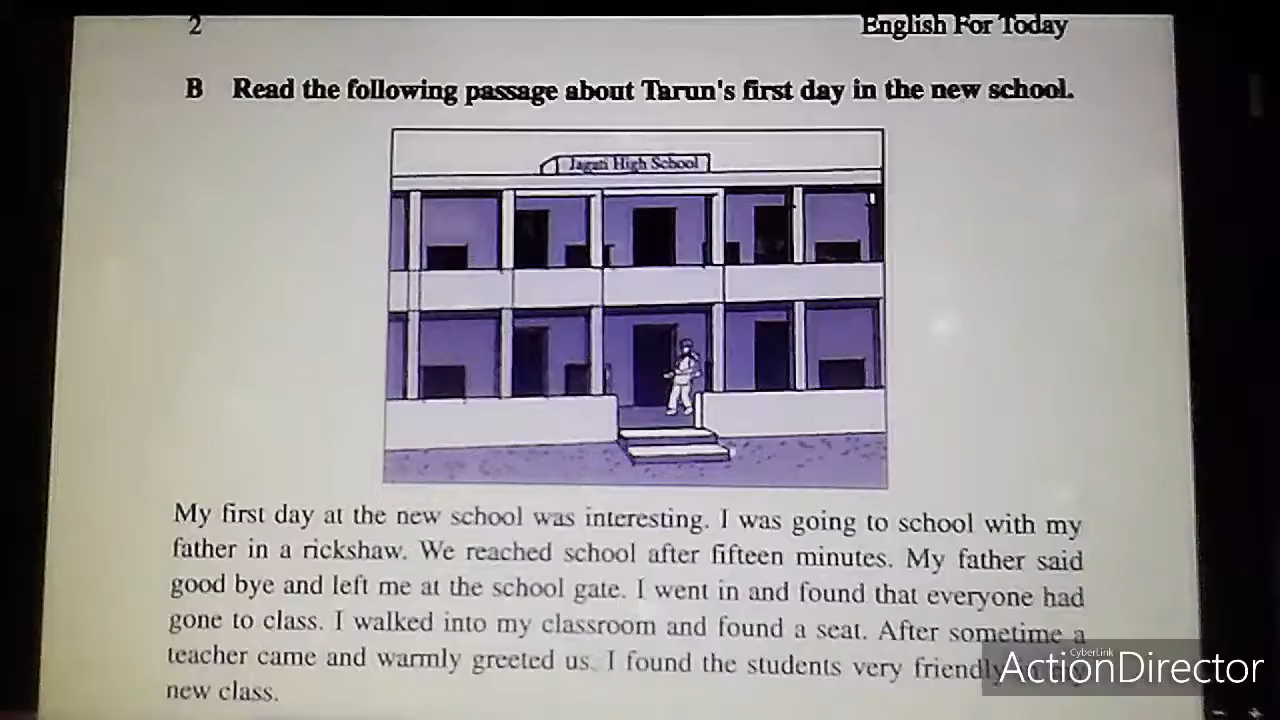 2
English For Today
B Read the following passage about Tarun's first day in the new school.
Jagati High School
My first day at the new school was interesting. I was going to school with my
father in a rickshaw. We reached school after fifteen minutes. My father said
good bye and left me at the school gate. I went in and found that everyone had
gone to class. I walked into my classroom and found a seat. After sometime a
teacher came and warmly greeted us. I found the students very friendly in my
new class.
CyberLink
ActionDirector